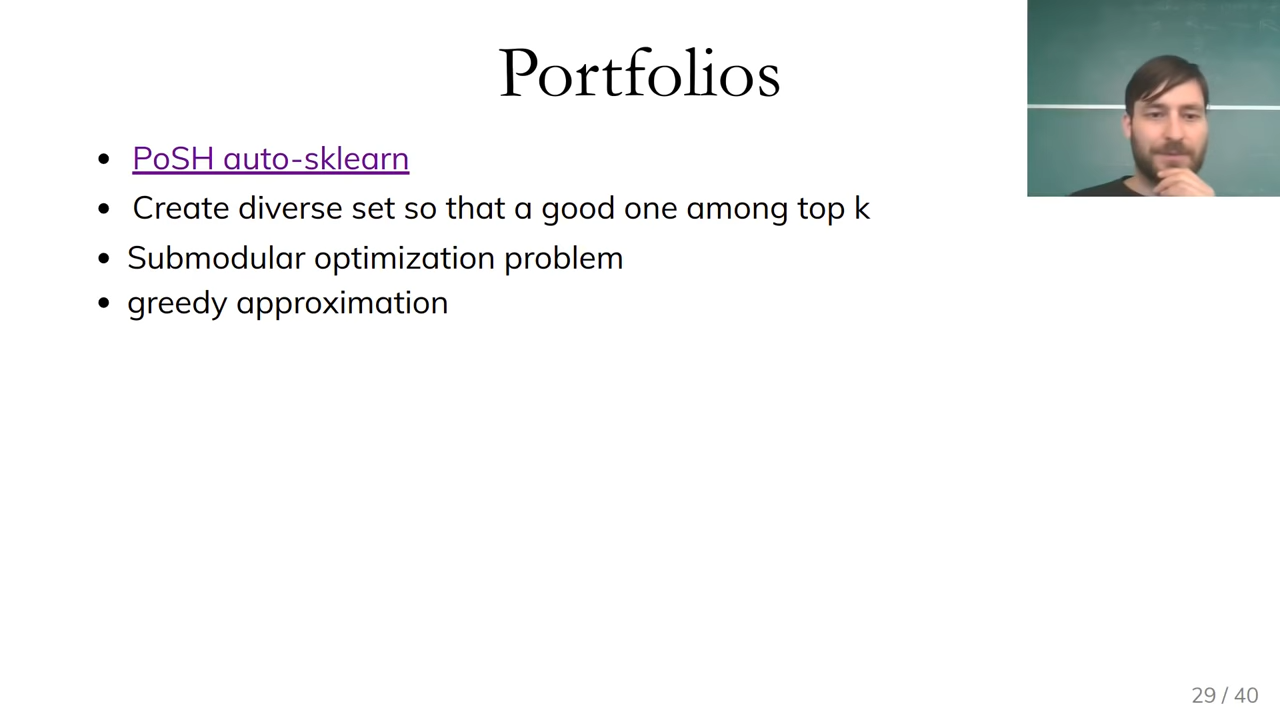 Portfolios
PoSH auto-sklearn
Create diverse set so that a good one among top k
Submodular optimization problem
greedy approximation
29 / 40